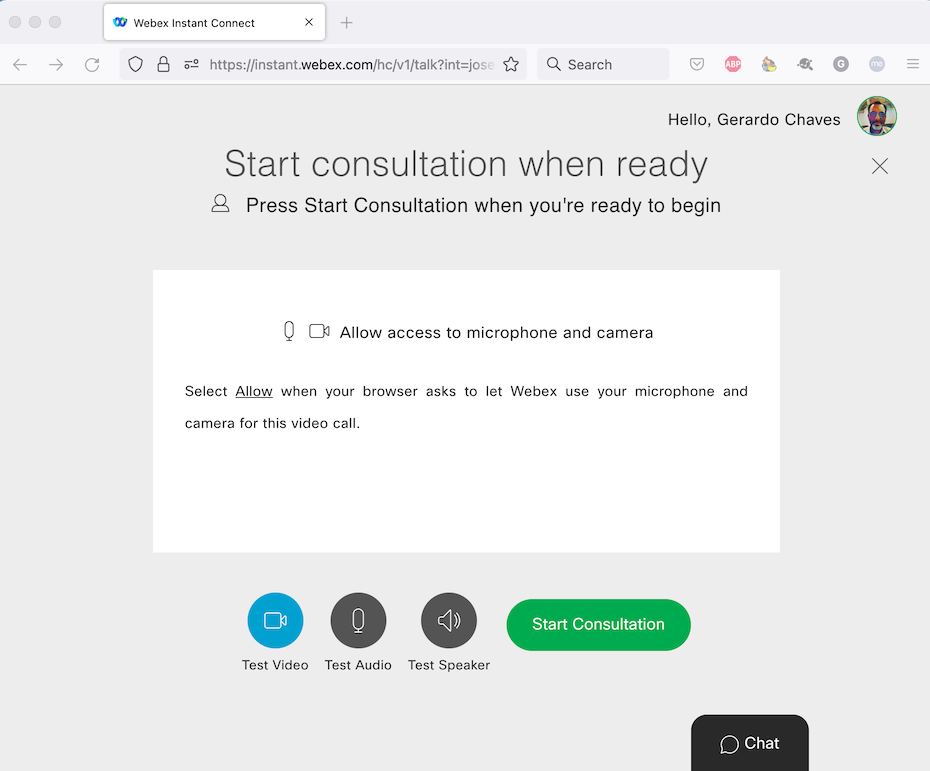 Webex Instant Connect
https://instant.webex.com/hc/v1/talk?int=jose
Search
ABP
G
me
Hello, Gerardo Chaves
Start consultation when ready
Press Start Consultation when you're ready to begin
Allow access to microphone and camera
Select Allow when your browser asks to let Webex use your microphone and
camera for this video call.
Start Consultation
Test Video
Test Audio
Test Speaker
Chat